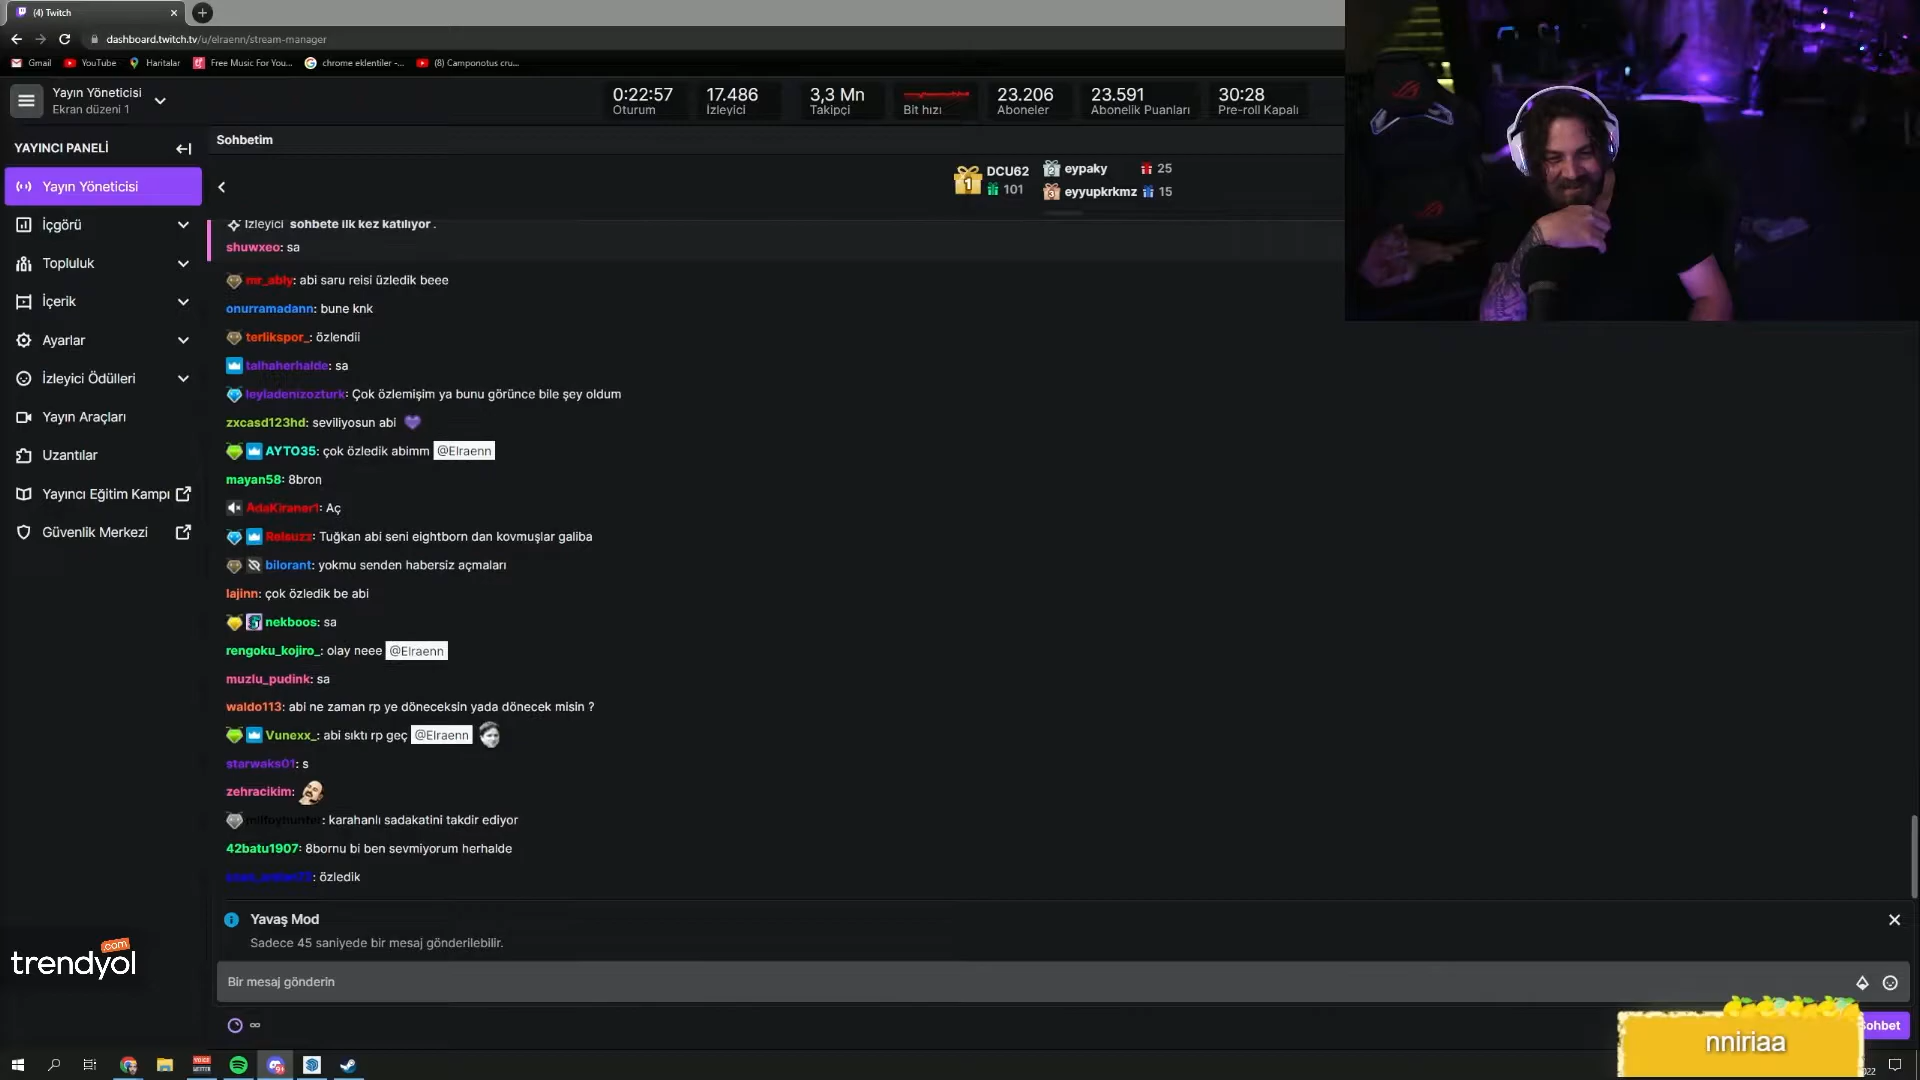 (4) Twitch
dashboard.twitch.tv/u/elraenn/stream-manager
Gmail YouTube Haritalar Free Music For You... chrome eklentiler -... (8) Camponotus cru...
Yayın Yöneticisi
Ekran düzeni 1
0:22:57 17.486 3,3 Mn 23.206 23.591 30:28
Oturum İzleyici Takipçi Bit hızı Aboneler Abonelik Puanları Pre-roll Kapalı
YAYINCI PANELİ
Yayın Yöneticisi
İçgörü
Topluluk
İçerik
Ayarlar
İzleyici Ödülleri
Yayın Araçları
Uzantılar
Yayıncı Eğitim Kampı
Güvenlik Merkezi
trendyol
.com
Sohbetim
1 DCU62 101
2 eypaky 25
3 eyyupkrkmz 15
İzleyici sohbete ilk kez katılıyor .
shuwxeo: sa
mr_ably: abi saru reisi üzledik beee
onurramadann: bune knk
terlikspor_: özlendii
talhaherhalde: sa
leyladenizozturk: Çok özlemişim ya bunu görünce bile şey oldum
zxcasd123hd: seviliyosun abi
AYTO35: çok özledik abimm @Elraenn
mayan58: 8bron
AdaKiraner1: Aç
Relsuzz: Tuğkan abi seni eightborn dan kovmuşlar galiba
bilorant: yokmu senden habersiz açmaları
lajinn: çok özledik be abi
nekboos: sa
rengoku_kojiro_: olay neee @Elraenn
muzlu_pudink: sa
waldo113: abi ne zaman rp ye döneceksin yada dönecek misin ?
Vunexx_: abi sıktı rp geç @Elraenn
starwaks01: s
zehracikim:
: karahanlı sadakatini takdir ediyor
42batu1907: 8bornu bi ben sevmiyorum herhalde
: özledik
Yavaş Mod
Sadece 45 saniyede bir mesaj gönderilebilir.
Bir mesaj gönderin
∞
nniriaa